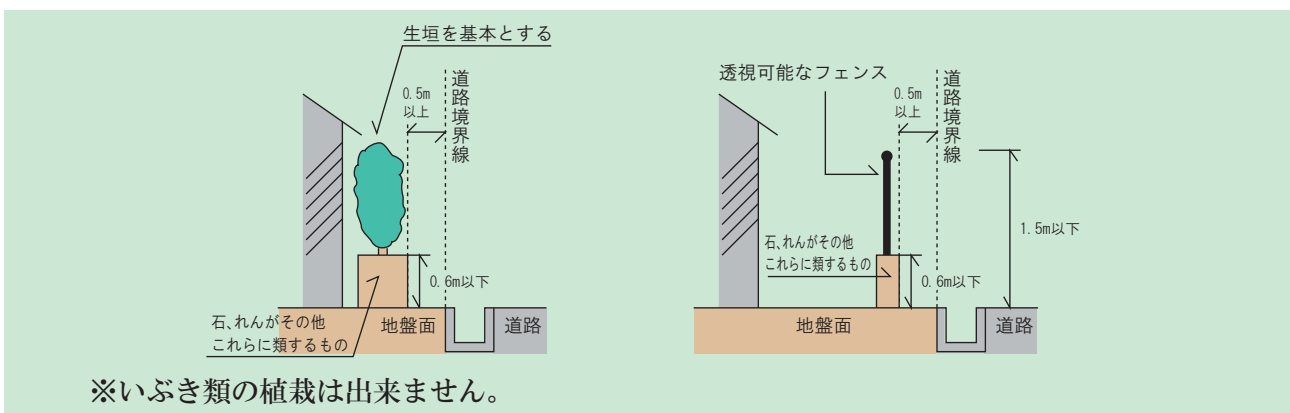 生垣を基本とする
0.5m
以上
道路境界線
0.6m以下
石、れんがその他
これらに類するもの
地盤面
道路
透視可能なフェンス
0.5m
以上
道路境界線
1.5m以下
石、れんがその他
これらに類するもの
0.6m以下
地盤面
道路
※いぶき類の植栽は出来ません。